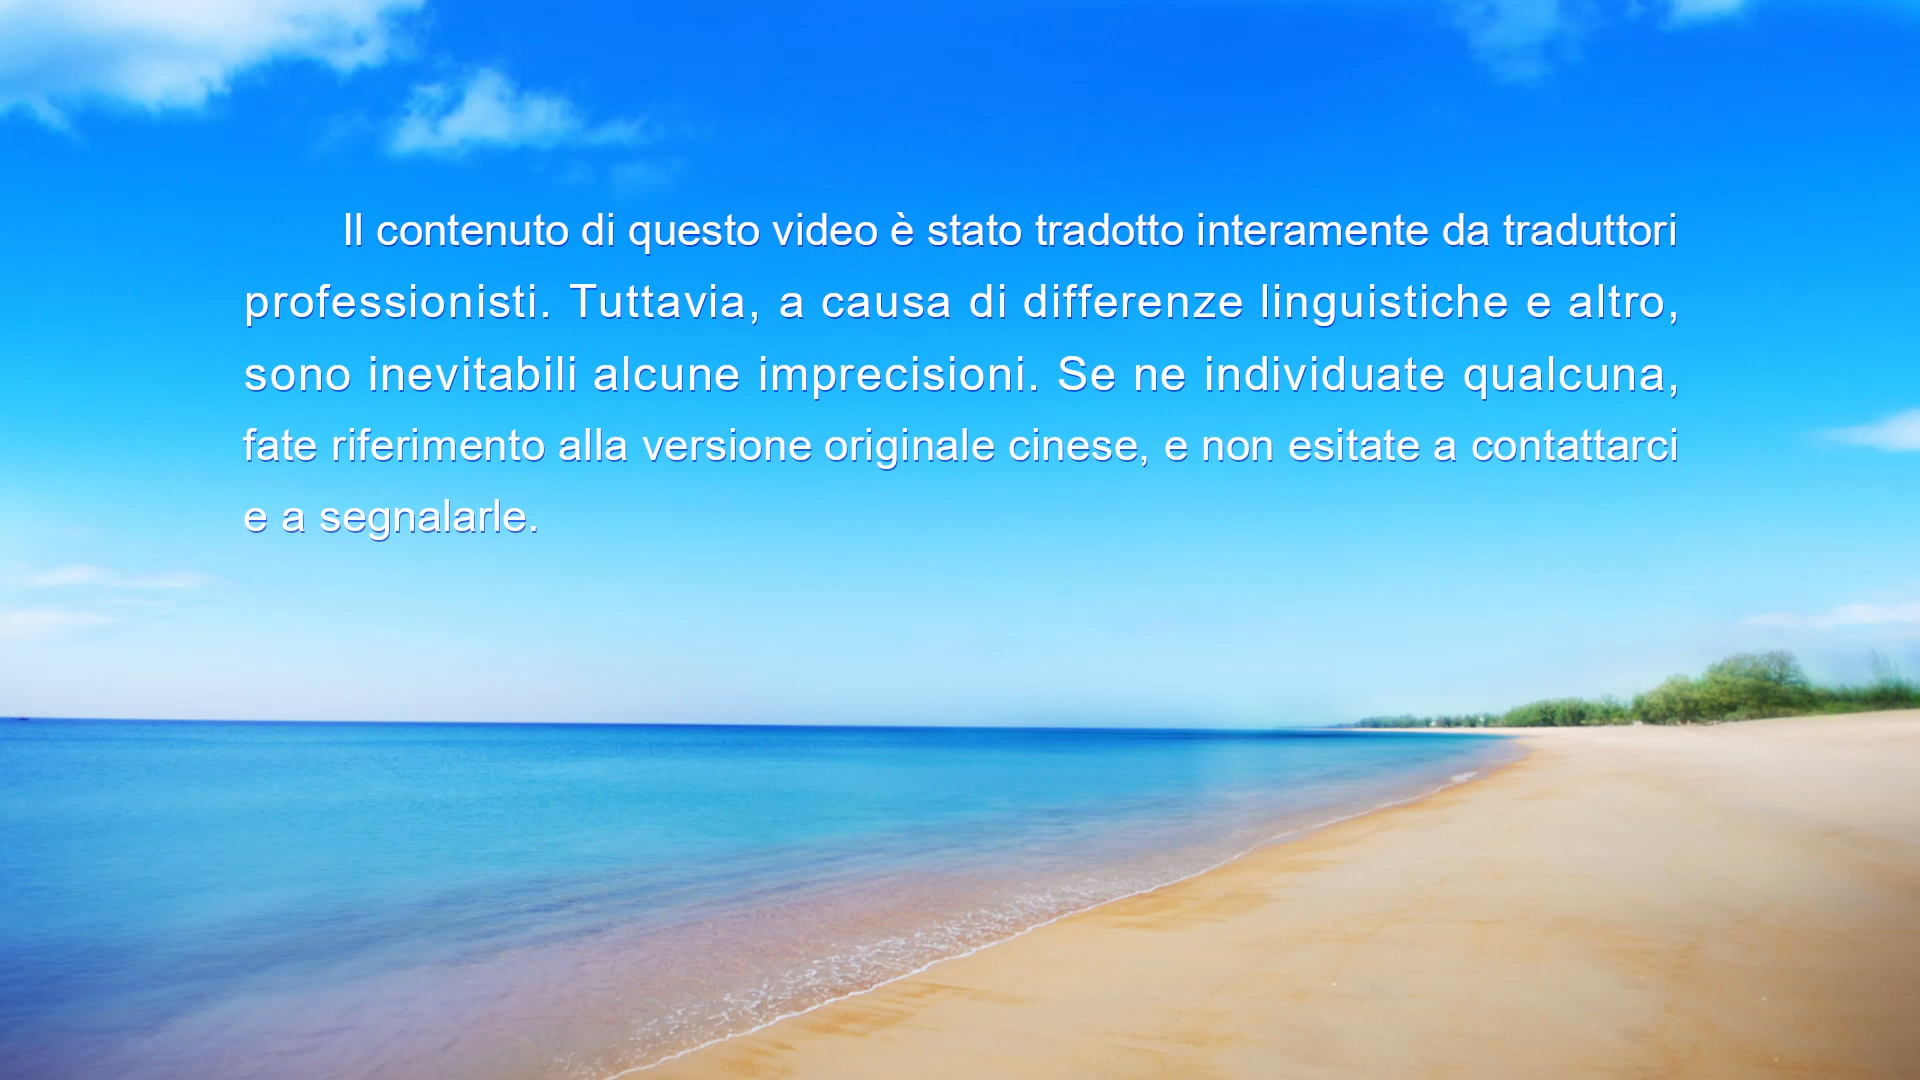 Il contenuto di questo video è stato tradotto interamente da traduttori
professionisti. Tuttavia, a causa di differenze linguistiche e altro,
sono inevitabili alcune imprecisioni. Se ne individuate qualcuna,
fate riferimento alla versione originale cinese, e non esitate a contattarci
e a segnalarle.